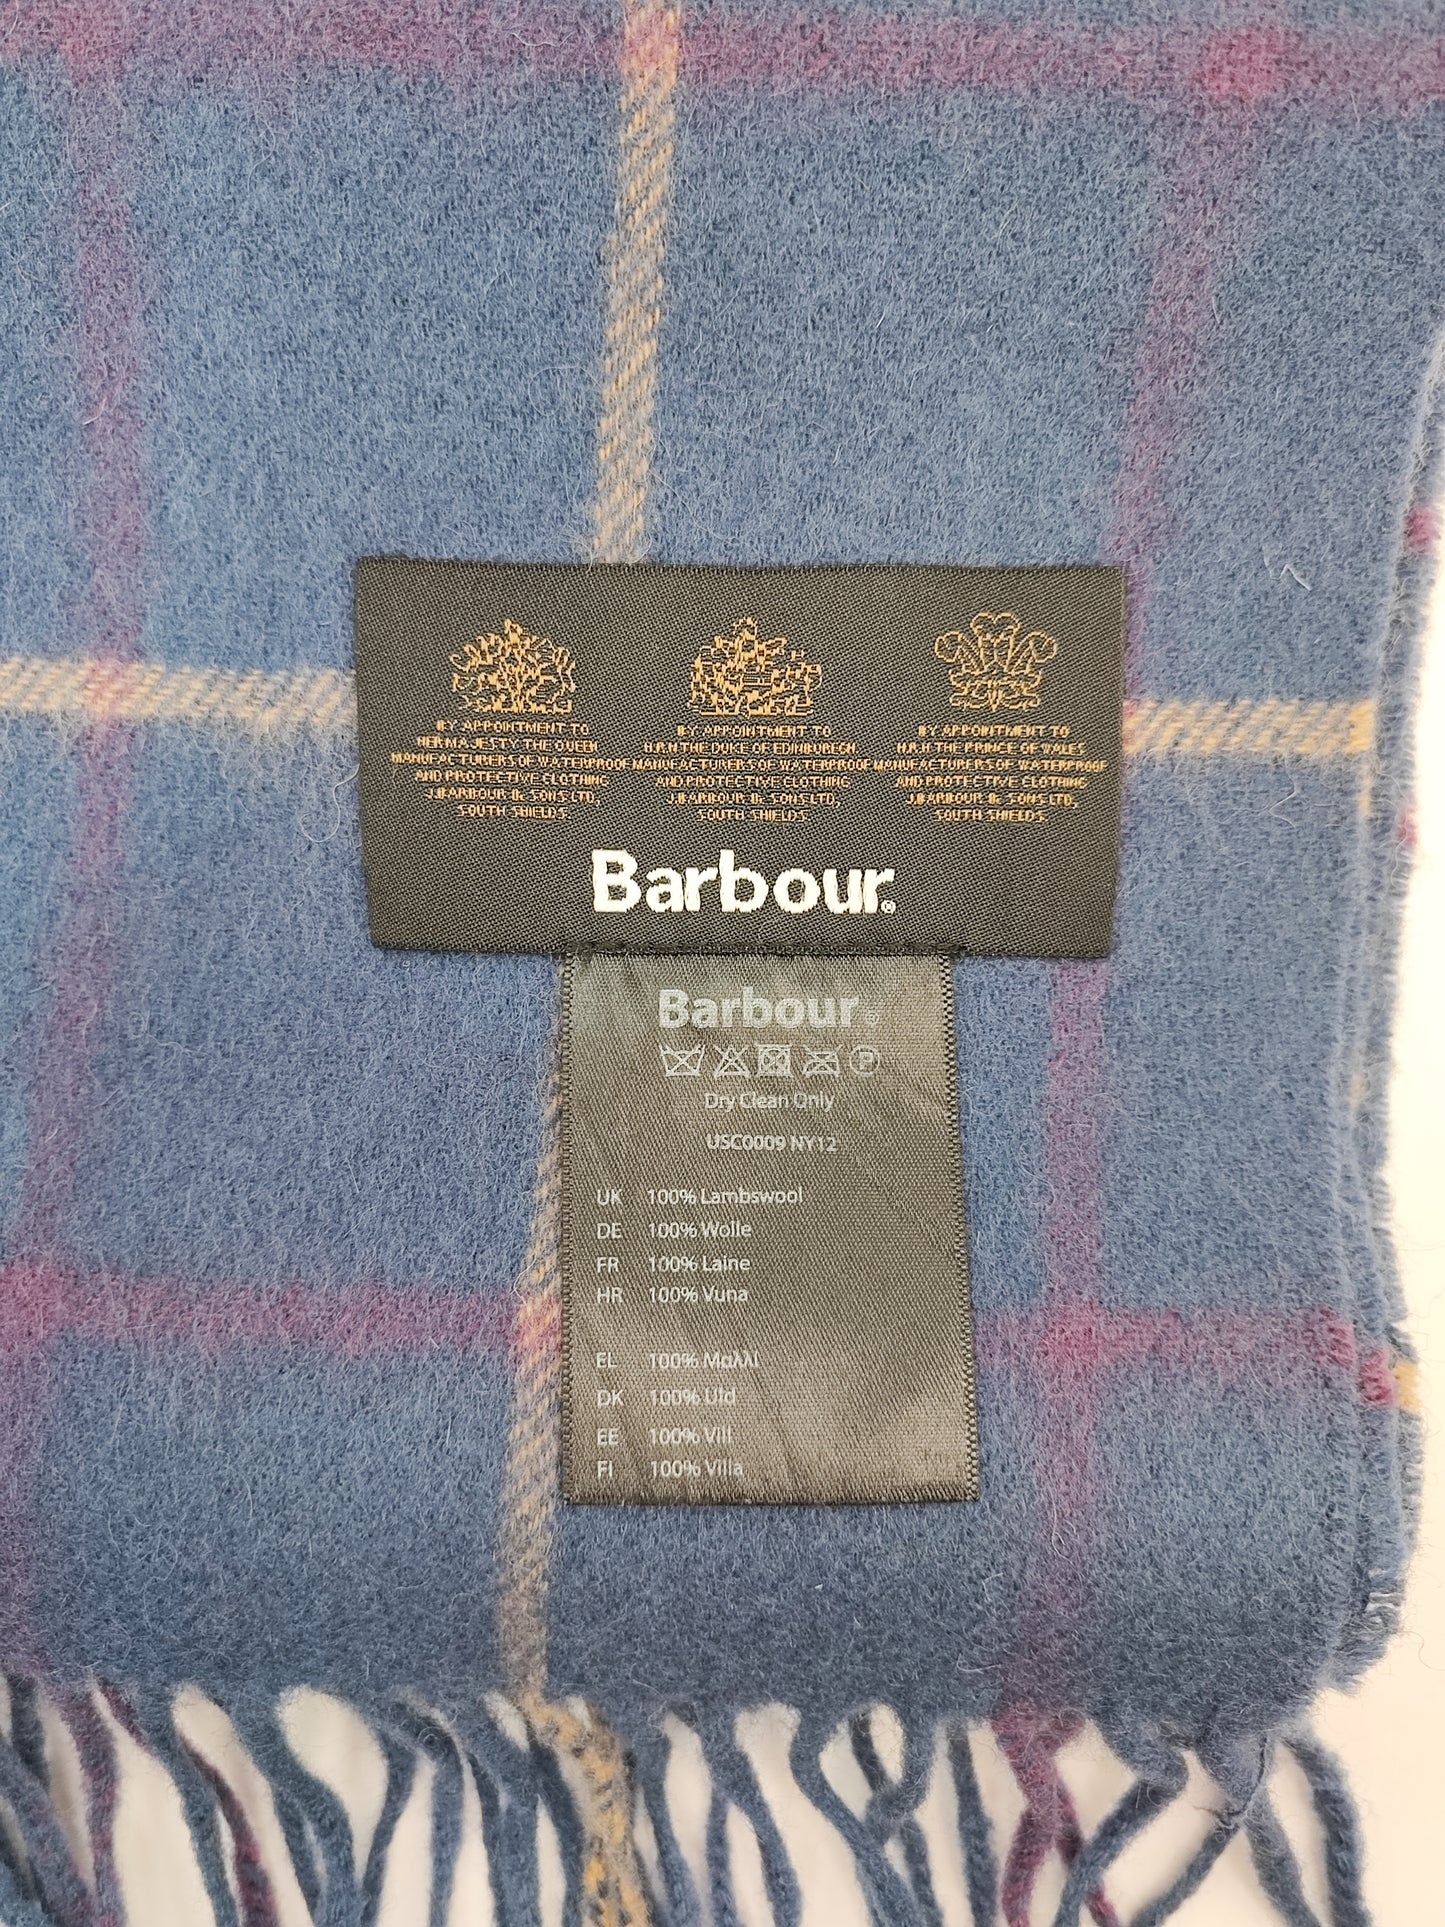 BY APPOINTMENT TO
HER MAJESTY THE QUEEN
MANUFACTURERS OF WATERPROOF
AND PROTECTIVE CLOTHING
J.BARBOUR & SONS LTD,
SOUTH SHIELDS.
BY APPOINTMENT TO
H.R.H THE DUKE OF EDINBURGH.
MANUFACTURERS OF WATERPROOF
AND PROTECTIVE CLOTHING
J.BARBOUR & SONS LTD,
SOUTH SHIELDS.
BY APPOINTMENT TO
H.R.H THE PRINCE OF WALES
MANUFACTURERS OF WATERPROOF
AND PROTECTIVE CLOTHING
J.BARBOUR & SONS LTD,
SOUTH SHIELDS.
Barbour®
Barbour®
P
Dry Clean Only
USC0009 NY12
UK 100% Lambswool
DE 100% Wolle
FR 100% Laine
HR 100% Vuna
EL 100% Μαλλί
DK 100% Uld
EE 100% Vill
FI 100% Villa